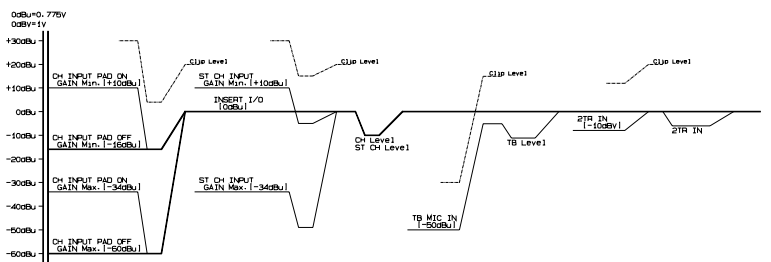 0dBu=0.775V
0dBV=1V
+30dBu
+20dBu
+10dBu
0dBu
-10dBu
-20dBu
-30dBu
-40dBu
-50dBu
-60dBu
CH INPUT PAD ON
GAIN Min. [+10dBu]
CH INPUT PAD OFF
GAIN Min. [-16dBu]
CH INPUT PAD ON
GAIN Max. [-34dBu]
CH INPUT PAD OFF
GAIN Max. [-60dBu]
Clip Level
ST CH INPUT
GAIN Min. [+10dBu]
INSERT I/O
[0dBu]
ST CH INPUT
GAIN Max. [-34dBu]
Clip Level
CH Level
ST CH Level
TB MIC IN
[-50dBu]
Clip Level
TB Level
2TR IN
[-10dBV]
Clip Level
2TR IN